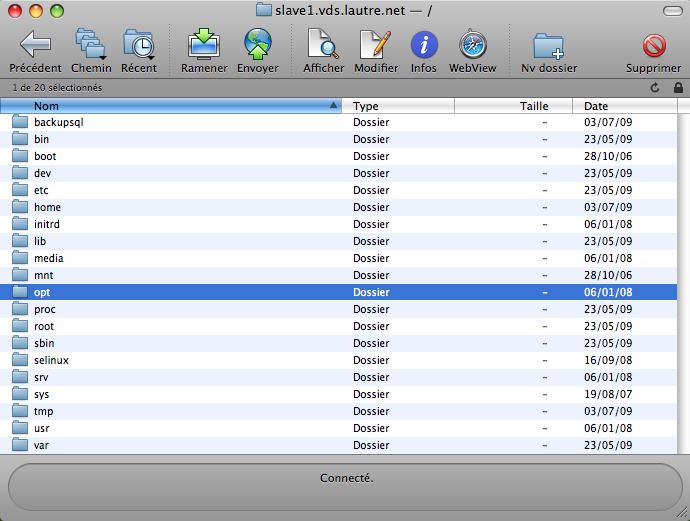 slave1.vds.lautre.net — /
Précédent Chemin Récent Ramener Envoyer Afficher Modifier Infos WebView Nv dossier Supprimer
1 de 20 sélectionnés
Nom Type Taille Date
backupsql Dossier – 03/07/09
bin Dossier – 23/05/09
boot Dossier – 28/10/06
dev Dossier – 23/05/09
etc Dossier – 23/05/09
home Dossier – 03/07/09
initrd Dossier – 06/01/08
lib Dossier – 23/05/09
media Dossier – 06/01/08
mnt Dossier – 28/10/06
opt Dossier – 06/01/08
proc Dossier – 23/05/09
root Dossier – 23/05/09
sbin Dossier – 23/05/09
selinux Dossier – 16/09/08
srv Dossier – 06/01/08
sys Dossier – 19/08/07
tmp Dossier – 03/07/09
usr Dossier – 06/01/08
var Dossier – 23/05/09
Connecté.